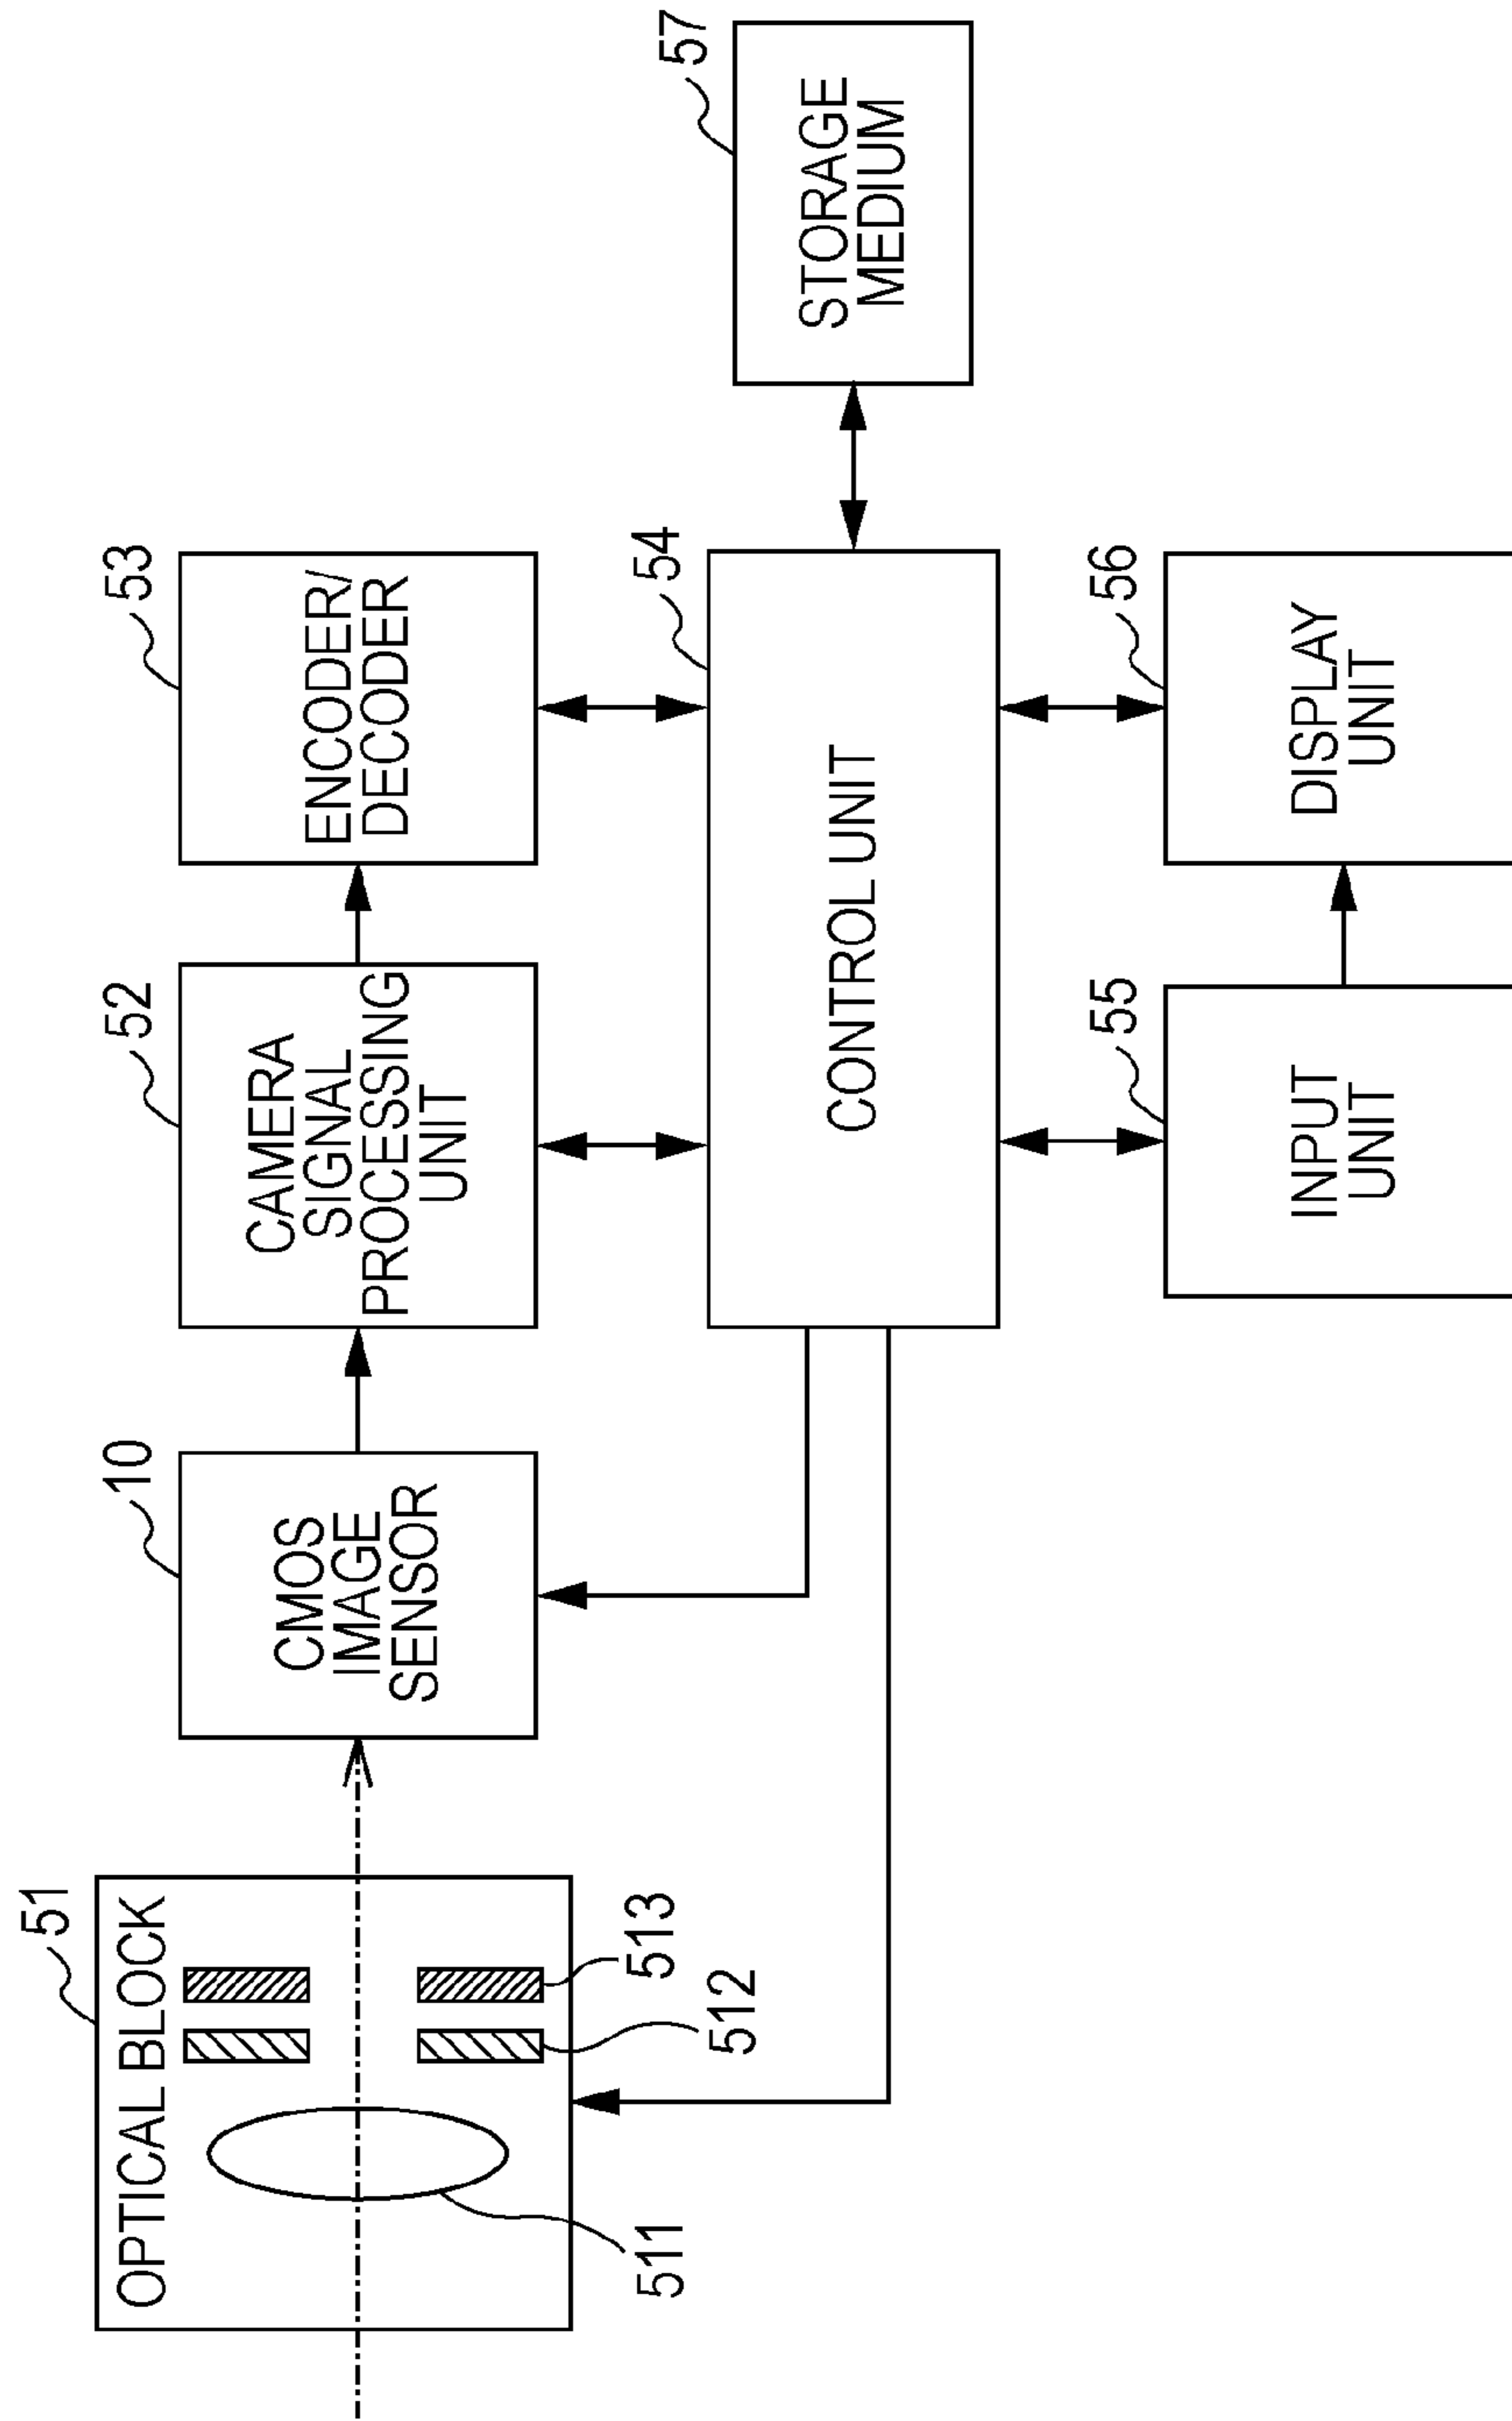 51
OPTICAL BLOCK
511
512
513
10
CMOS
IMAGE
SENSOR
52
CAMERA
SIGNAL
PROCESSING
UNIT
53
ENCODER/
DECODER
54
CONTROL UNIT
57
STORAGE
MEDIUM
55
INPUT
UNIT
56
DISPLAY
UNIT